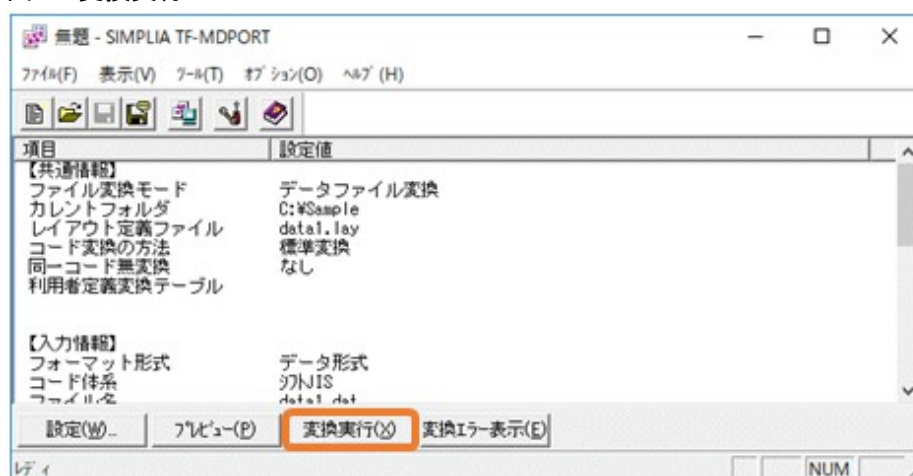 無題 - SIMPLIA TF-MDPORT
ファイル(F) 表示(V) ツール(T) オプション(O) ヘルプ(H)
項目 設定値
【共通情報】
ファイル変換モード データファイル変換
カレントフォルダ C:¥Sample
レイアウト定義ファイル data1.lay
コード変換の方法 標準変換
同一コード無変換 なし
利用者定義変換テーブル
【入力情報】
フォーマット形式 データ形式
コード体系 シフトJIS
ファイル名 data1.dat
設定(W)... プレビュー(P) 変換実行(X) 変換エラー表示(E)
レディ NUM